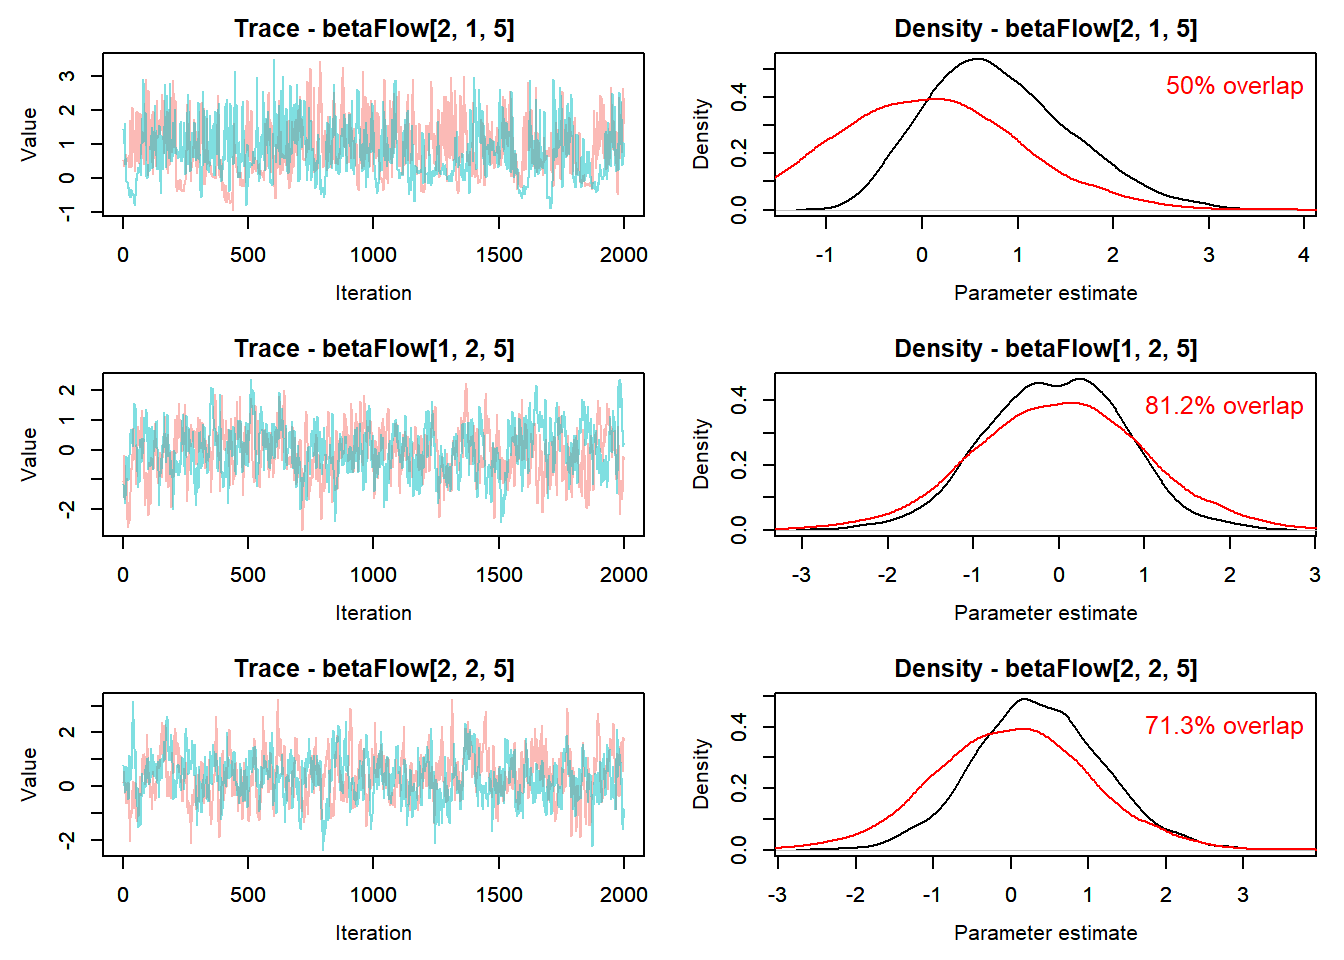 Trace - betaFlow[2, 1, 5]
Value
3
2
1
0
-1
0 500 1000 1500 2000
Iteration
Density - betaFlow[2, 1, 5]
50% overlap
Density
0.4
0.2
0.0
-1 0 1 2 3 4
Parameter estimate
Trace - betaFlow[1, 2, 5]
Value
2
0
-2
0 500 1000 1500 2000
Iteration
Density - betaFlow[1, 2, 5]
81.2% overlap
Density
0.4
0.2
0.0
-3 -2 -1 0 1 2 3
Parameter estimate
Trace - betaFlow[2, 2, 5]
Value
2
0
-2
0 500 1000 1500 2000
Iteration
Density - betaFlow[2, 2, 5]
71.3% overlap
Density
0.4
0.2
0.0
-3 -2 -1 0 1 2 3
Parameter estimate